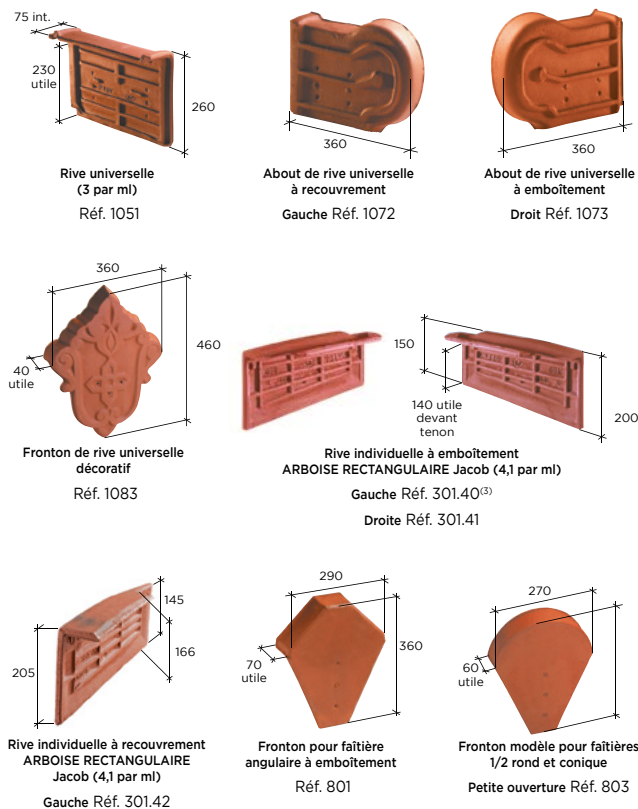 75 int.
230
utile
260
Rive universelle
(3 par ml)
Réf. 1051
360
About de rive universelle
à recouvrement
Gauche Réf. 1072
360
About de rive universelle
à emboîtement
Droit Réf. 1073
360
460
40
utile
Fronton de rive universelle
décoratif
Réf. 1083
150
140 utile
devant
tenon
200
Rive individuelle à emboîtement
ARBOISE RECTANGULAIRE Jacob (4,1 par ml)
Gauche Réf. 301.40(3)
Droite Réf. 301.41
145
166
205
Rive individuelle à recouvrement
ARBOISE RECTANGULAIRE
Jacob (4,1 par ml)
Gauche Réf. 301.42
290
360
70
utile
Fronton pour faîtière
angulaire à emboîtement
Réf. 801
270
60
utile
Fronton modèle pour faîtières
1/2 rond et conique
Petite ouverture Réf. 803